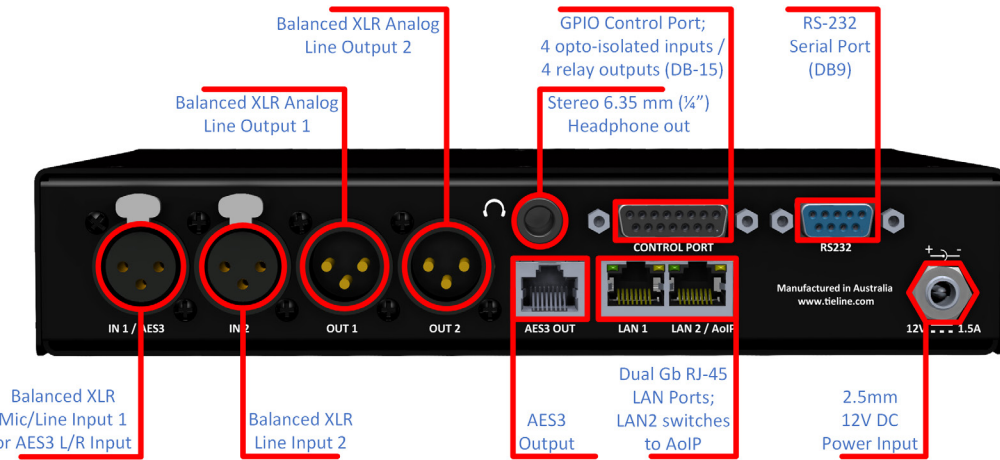 Balanced XLR Analog
Line Output 2
GPIO Control Port;
4 opto-isolated inputs /
4 relay outputs (DB-15)
RS-232
Serial Port
(DB9)
Balanced XLR Analog
Line Output 1
Stereo 6.35 mm (¼”)
Headphone out
CONTROL PORT
RS232
+ -
Manufactured in Australia
www.tieline.com
IN 1 / AES3
IN 2
OUT 1
OUT 2
AES3 OUT
LAN 1
LAN 2 / AoIP
12V 1.5A
Balanced XLR
Mic/Line Input 1
or AES3 L/R Input
Balanced XLR
Line Input 2
AES3
Output
Dual Gb RJ-45
LAN Ports;
LAN2 switches
to AoIP
2.5mm
12V DC
Power Input